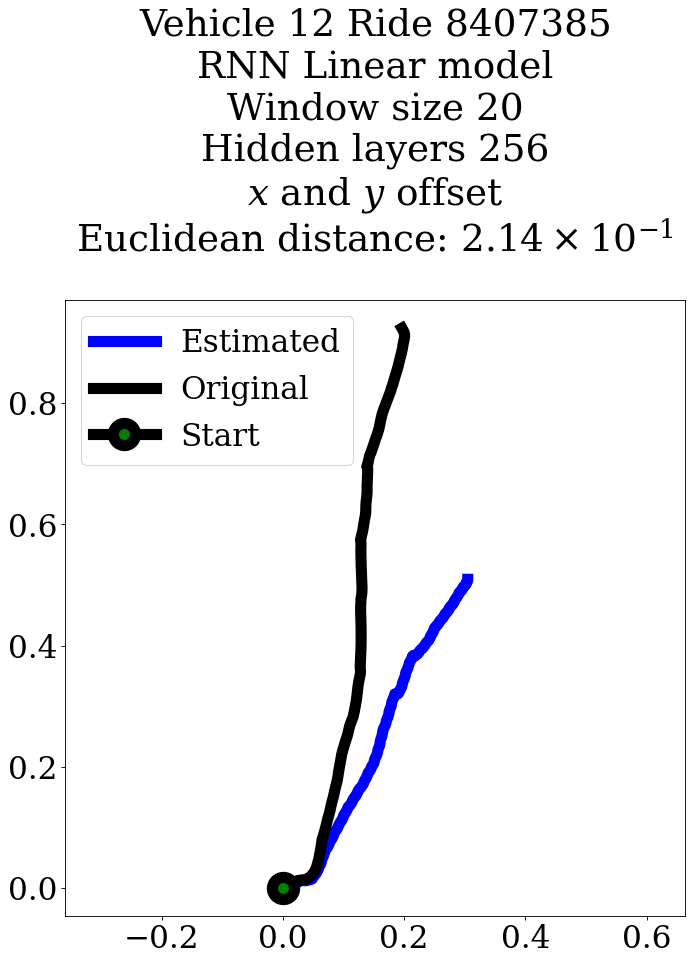 Vehicle 12 Ride 8407385
RNN Linear model
Window size 20
Hidden layers 256
x and y offset
Euclidean distance: 2.14 × 10⁻¹
Estimated
Original
Start
0.8
0.6
0.4
0.2
0.0
−0.2 0.0 0.2 0.4 0.6